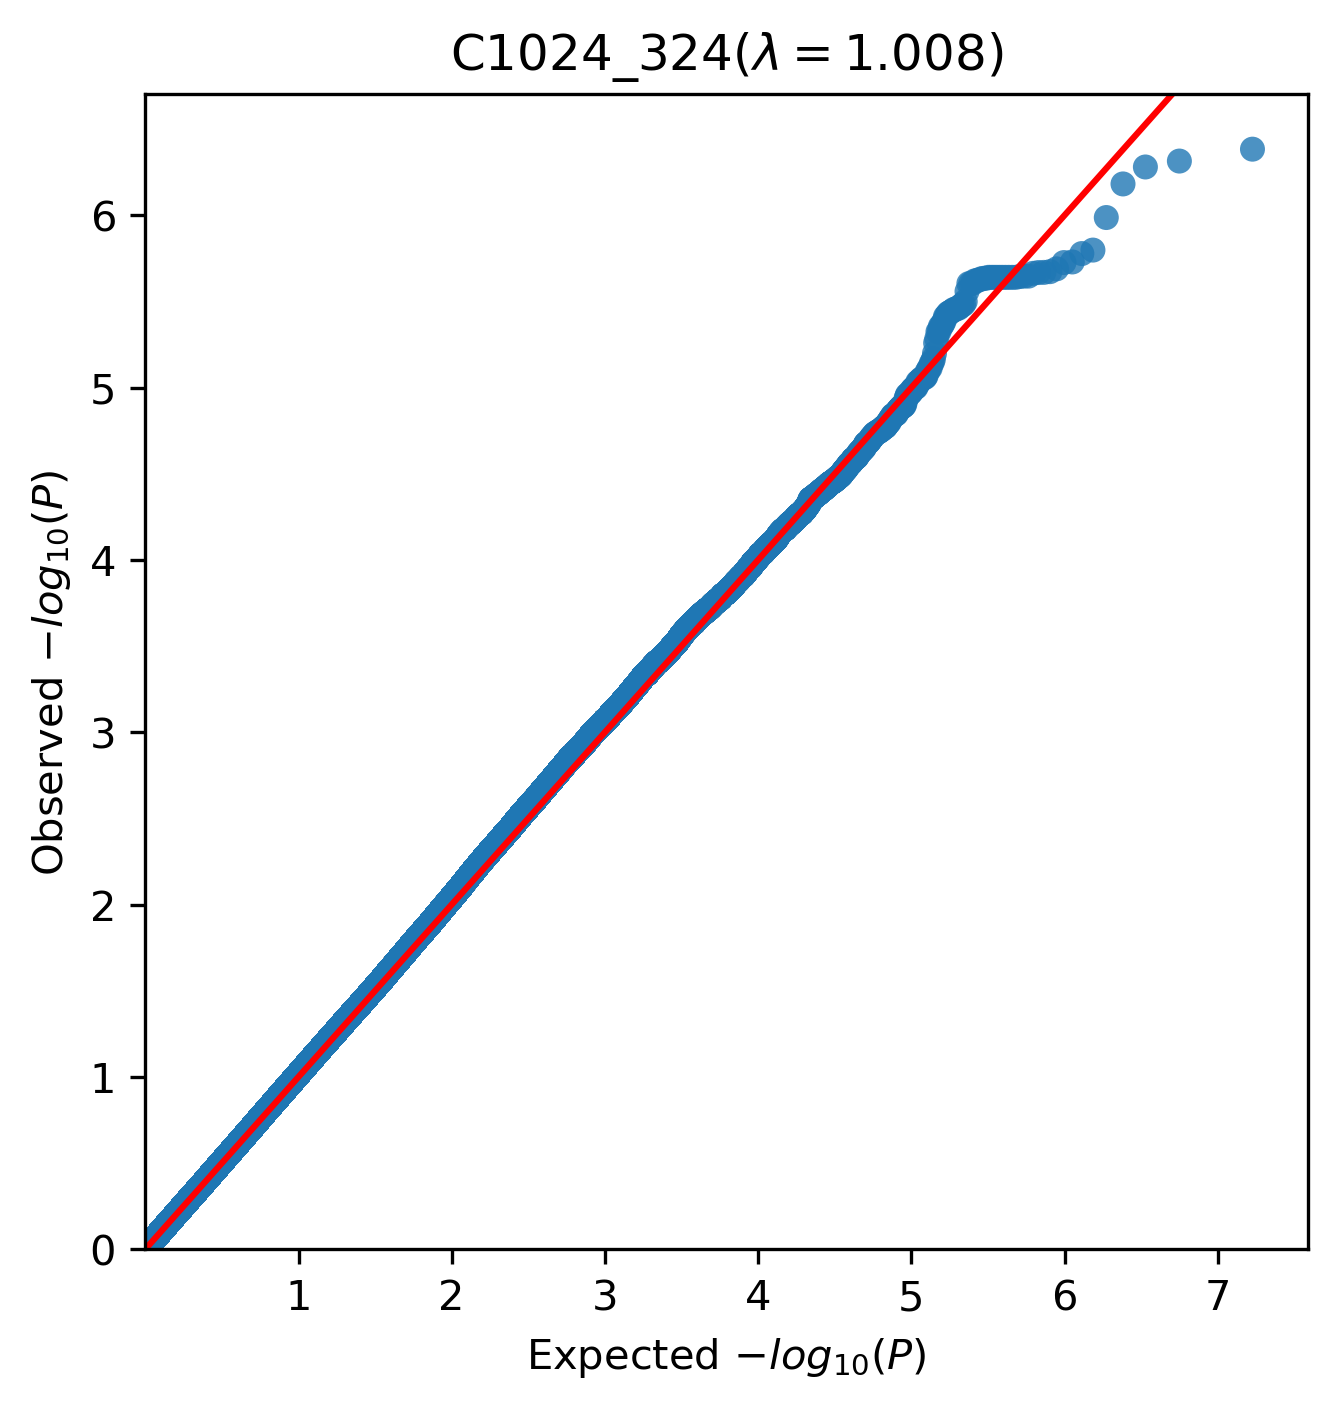 C1024_324(λ = 1.008)
Observed −log₁₀(P)
6
5
4
3
2
1
0
1 2 3 4 5 6 7
Expected −log₁₀(P)